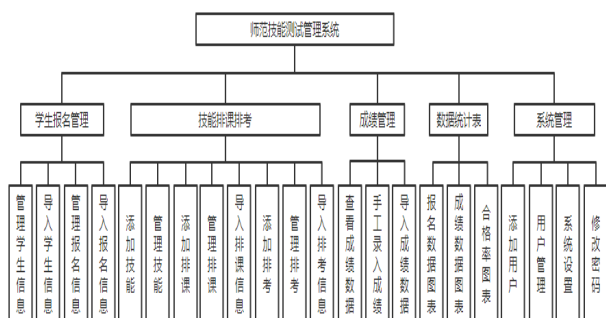 师范技能测试管理系统
学生报名管理
技能排课排考
成绩管理
数据统计表
系统管理
管理学生信息
导入学生信息
管理报名信息
导入报名信息
添加技能
管理技能
添加排课
管理排课
导入排课信息
添加排考
管理排考
导入排考信息
查看成绩数据
手工录入成绩
导入成绩数据
报名数据图表
成绩数据图表
合格率图表
添加用户
用户管理
系统设置
修改密码